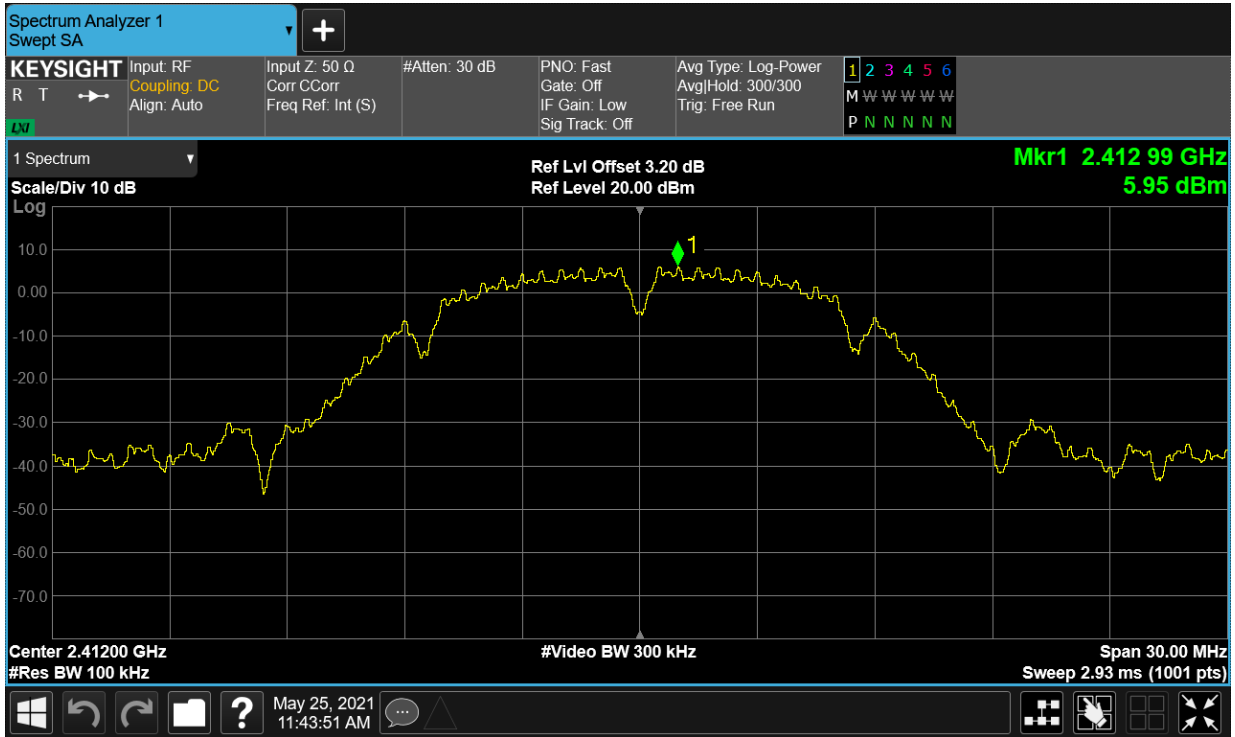 Spectrum Analyzer 1
Swept SA
KEYSIGHT
R T
LXI
Input: RF
Coupling: DC
Align: Auto
Input Z: 50 Ω
Corr CCorr
Freq Ref: Int (S)
#Atten: 30 dB
PNO: Fast
Gate: Off
IF Gain: Low
Sig Track: Off
Avg Type: Log-Power
Avg|Hold: 300/300
Trig: Free Run
1 2 3 4 5 6
M W W W W W
P N N N N N
1 Spectrum
Scale/Div 10 dB
Log
Ref Lvl Offset 3.20 dB
Ref Level 20.00 dBm
Mkr1 2.412 99 GHz
5.95 dBm
1
10.0
0.00
-10.0
-20.0
-30.0
-40.0
-50.0
-60.0
-70.0
Center 2.41200 GHz
#Res BW 100 kHz
#Video BW 300 kHz
Span 30.00 MHz
Sweep 2.93 ms (1001 pts)
?
May 25, 2021
11:43:51 AM